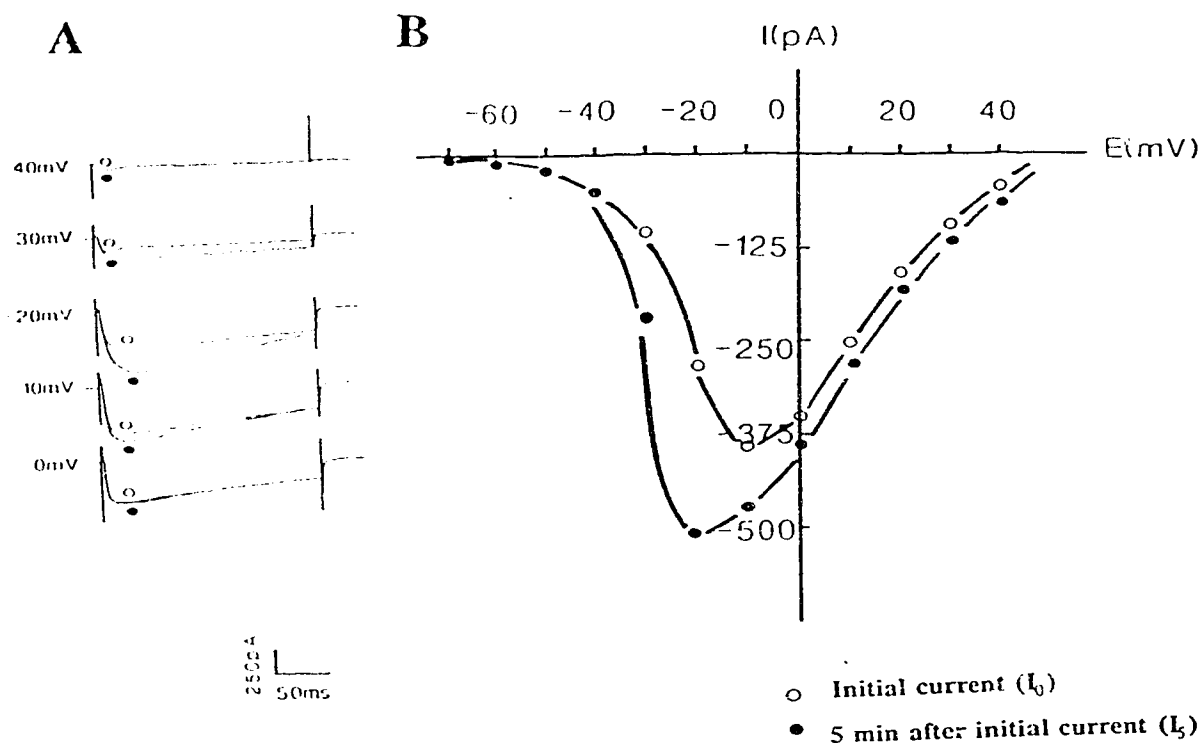 A
B
I(pA)
-60 -40 -20 0 20 40
E(mV)
-125
-250
-375
-500
40mV
30mV
20mV
10mV
0mV
250pA
50ms
Initial current (I0)
5 min after initial current (I5)